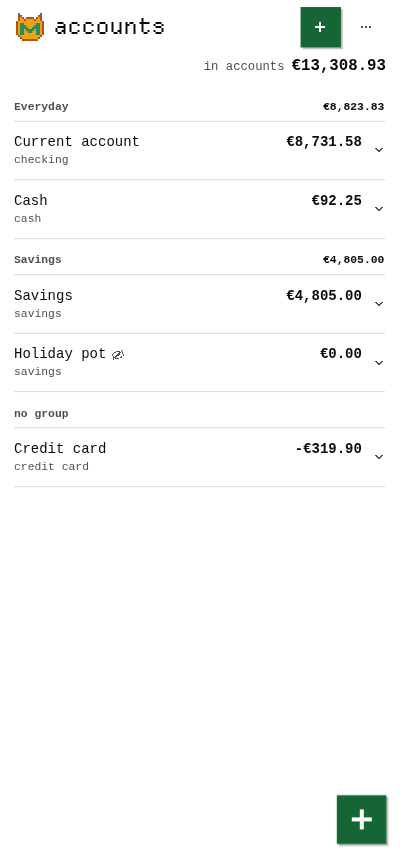 accounts
+
...
in accounts €13,308.93
Everyday €8,823.83
Current account €8,731.58
checking
Cash €92.25
cash
Savings €4,805.00
Savings €4,805.00
savings
Holiday pot €0.00
savings
no group
Credit card -€319.90
credit card
+